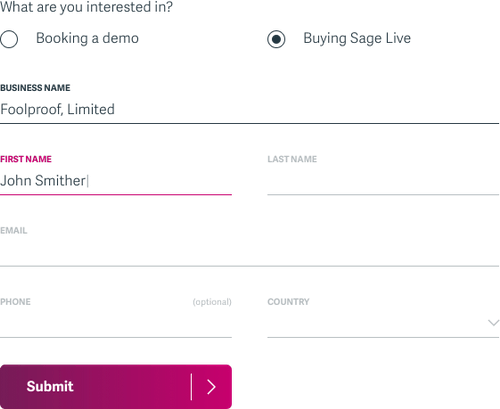 What are you interested in?
Booking a demo
Buying Sage Live
BUSINESS NAME
Foolproof, Limited
FIRST NAME
LAST NAME
John Smither
EMAIL
PHONE
(optional)
COUNTRY
Submit